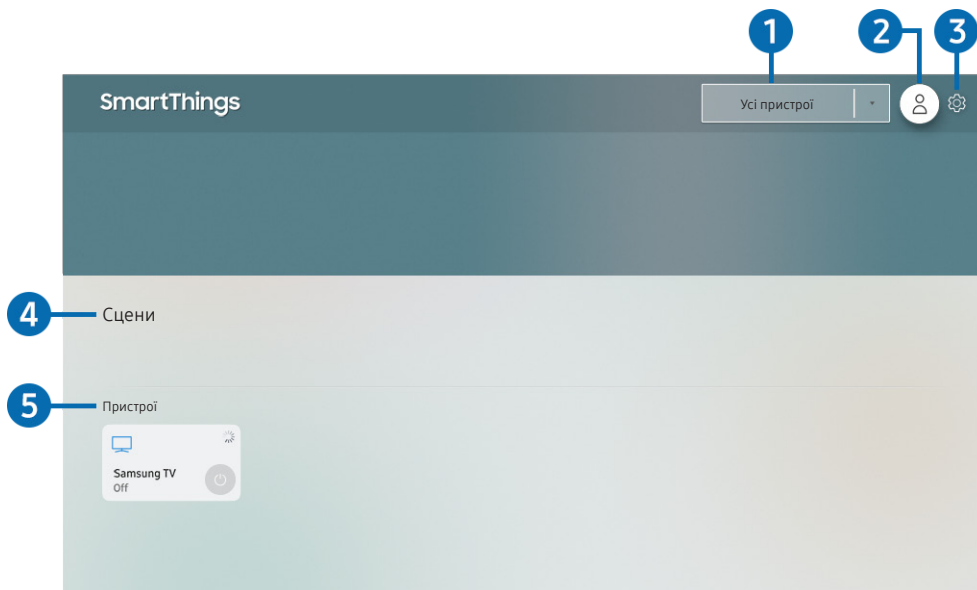 1 2 3
SmartThings
Усі пристрої
4 Сцени
5 Пристрої
Samsung TV
Off